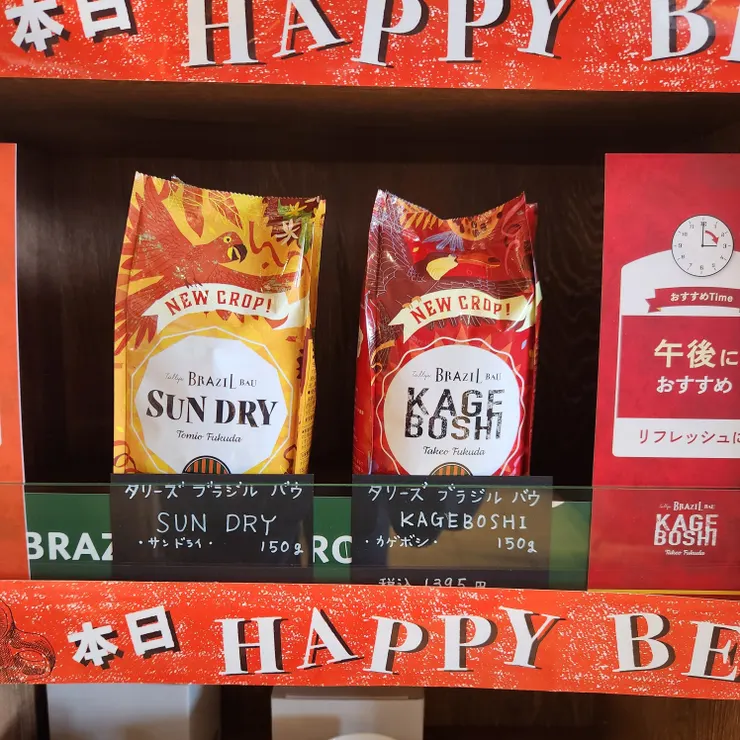 本日 HAPPY BE
NEW CROP!
Tully's BRAZIL BAU
SUN DRY
Tomio Fukuda
NEW CROP!
Tully's BRAZIL BAU
KAGE
BOSHI
Takeo Fukuda
おすすめTime
午後に
おすすめ
リフレッシュに
BRAZIL BAU
KAGE
BOSHI
Takeo Fukuda
タリーズ ブラジル バウ
SUN DRY
・サンドライ・ 150g
タリーズ ブラジル バウ
KAGEBOSHI
・カゲボシ・ 150g
税込 1395円
BRAZ
RO
本日 HAPPY BE